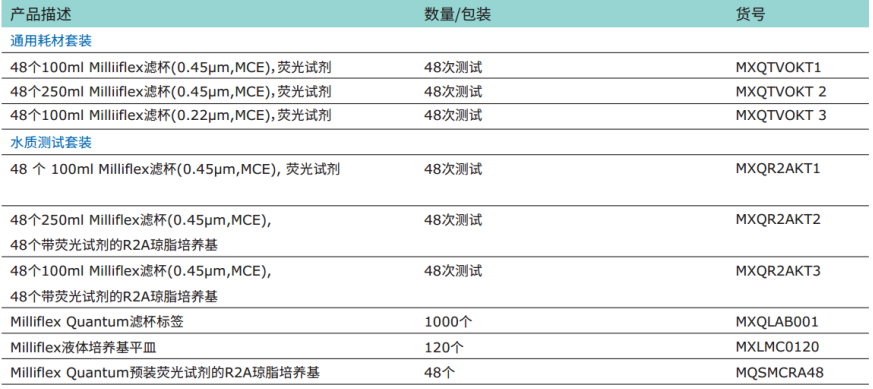 产品描述 数量/包装 货号
通用耗材套装
48个100ml Milliiflex滤杯(0.45μm,MCE),荧光试剂 48次测试 MXQTVOKT1
48个250ml Milliiflex滤杯(0.45μm,MCE),荧光试剂 48次测试 MXQTVOKT 2
48个100ml Milliiflex滤杯(0.22μm,MCE),荧光试剂 48次测试 MXQTVOKT 3
水质测试套装
48 个 100ml Milliflex滤杯(0.45μm,MCE), 荧光试剂 48次测试 MXQR2AKT1
48个250ml Milliflex滤杯(0.45μm,MCE), 48次测试 MXQR2AKT2
48个带荧光试剂的R2A琼脂培养基
48个100ml Milliflex滤杯(0.45μm,MCE), 48次测试 MXQR2AKT3
48个带荧光试剂的R2A琼脂培养基
Milliflex Quantum滤杯标签 1000个 MXQLAB001
Milliflex液体培养基平皿 120个 MXLMC0120
Milliflex Quantum预装荧光试剂的R2A琼脂培养基 48个 MQSMCRA48